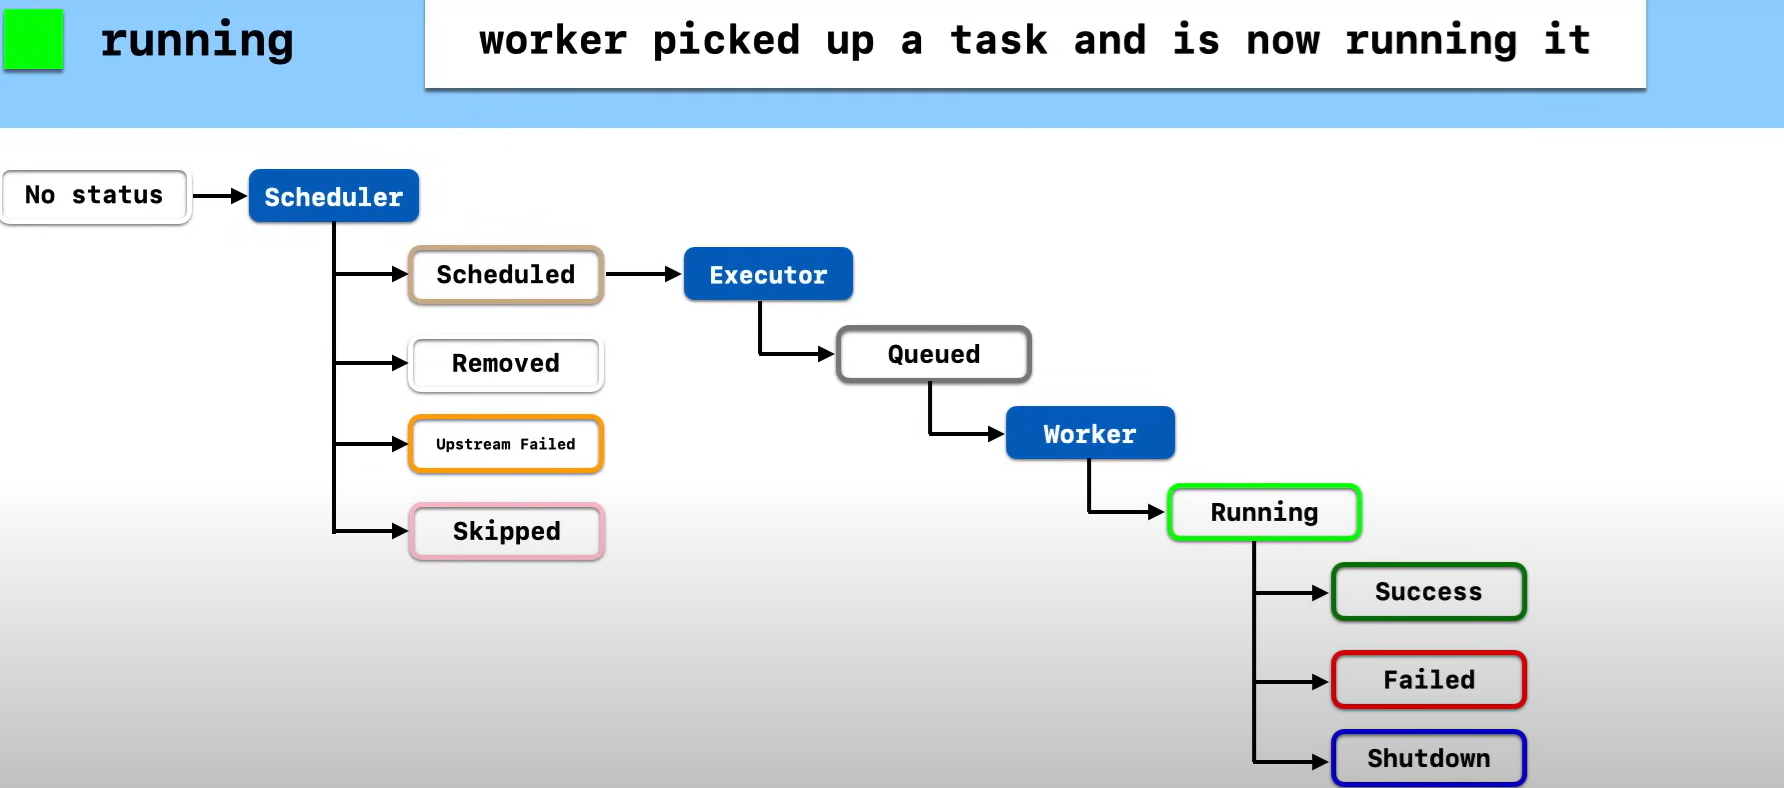 running
worker picked up a task and is now running it
No status
Scheduler
Scheduled
Executor
Queued
Removed
Worker
Upstream Failed
Running
Skipped
Success
Failed
Shutdown